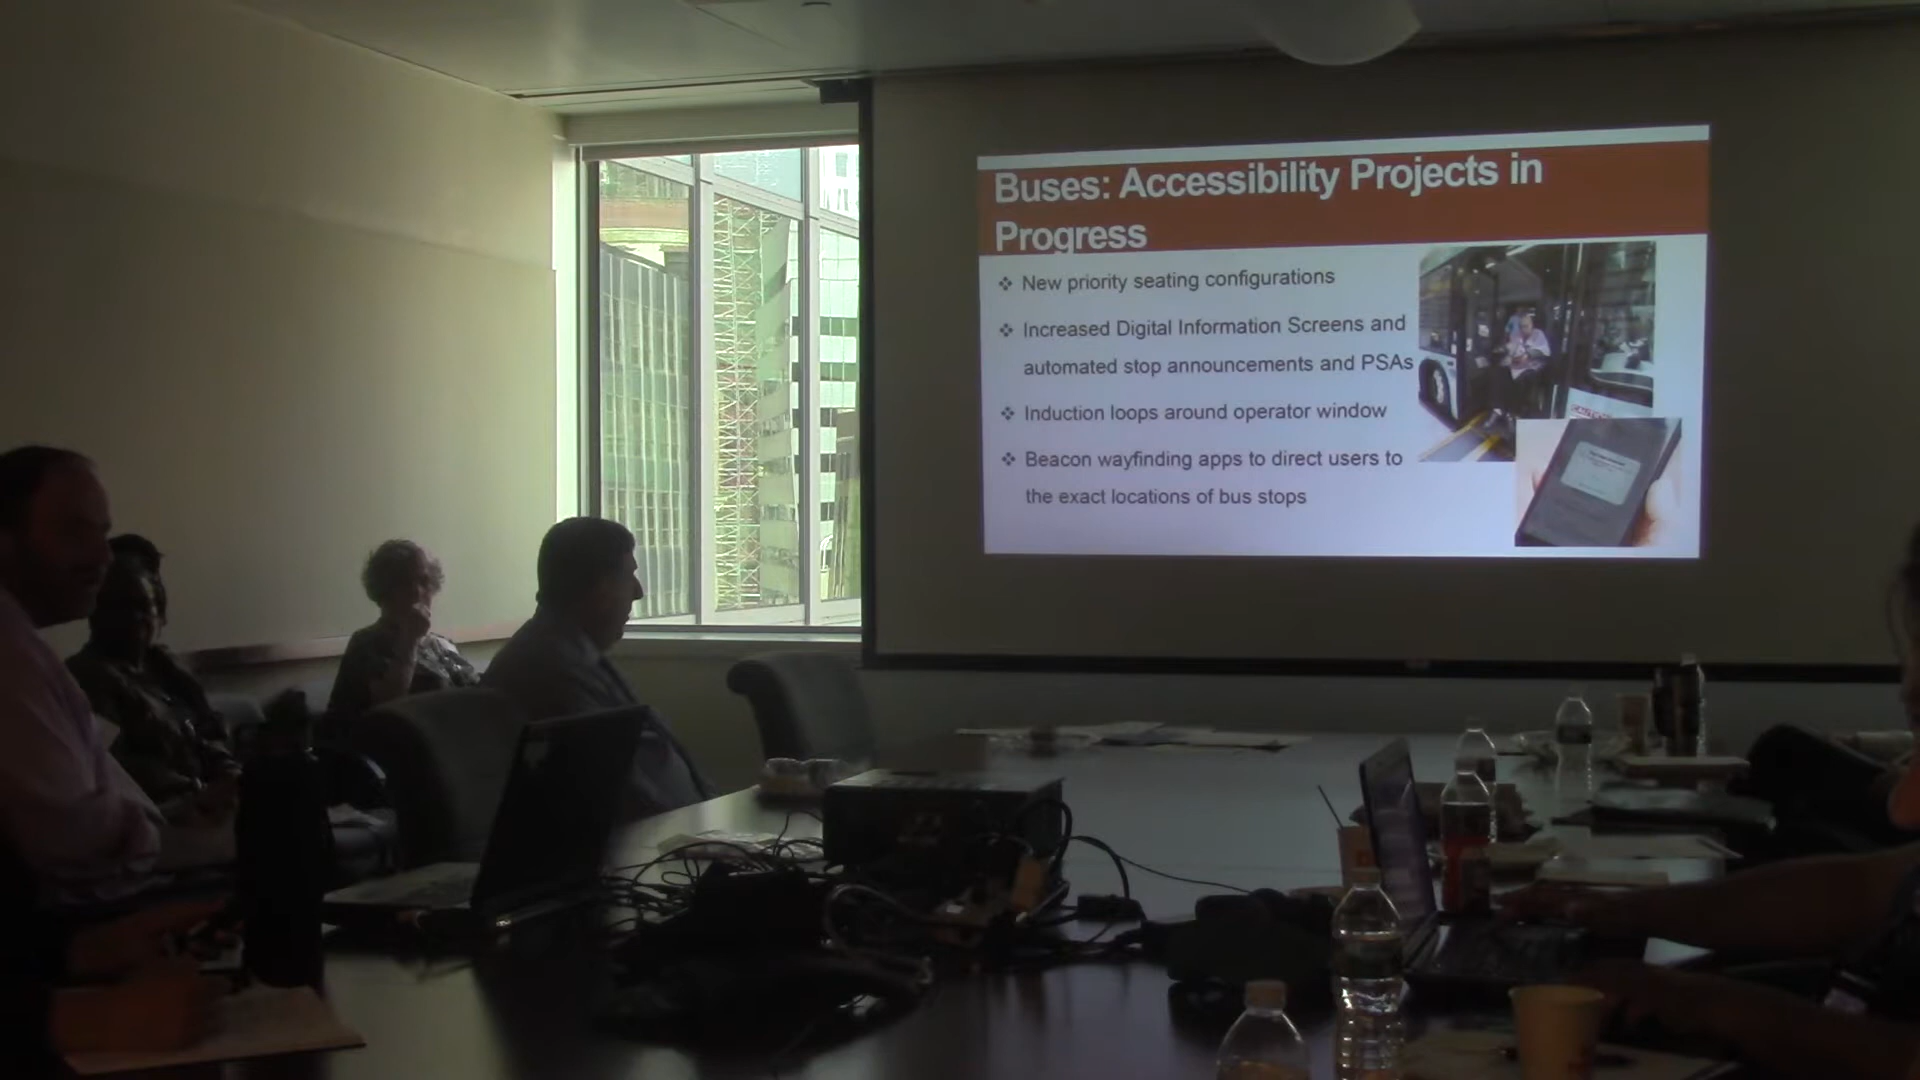 Buses: Accessibility Projects in
Progress
❖ New priority seating configurations
❖ Increased Digital Information Screens and
automated stop announcements and PSAs
❖ Induction loops around operator window
❖ Beacon wayfinding apps to direct users to
the exact locations of bus stops